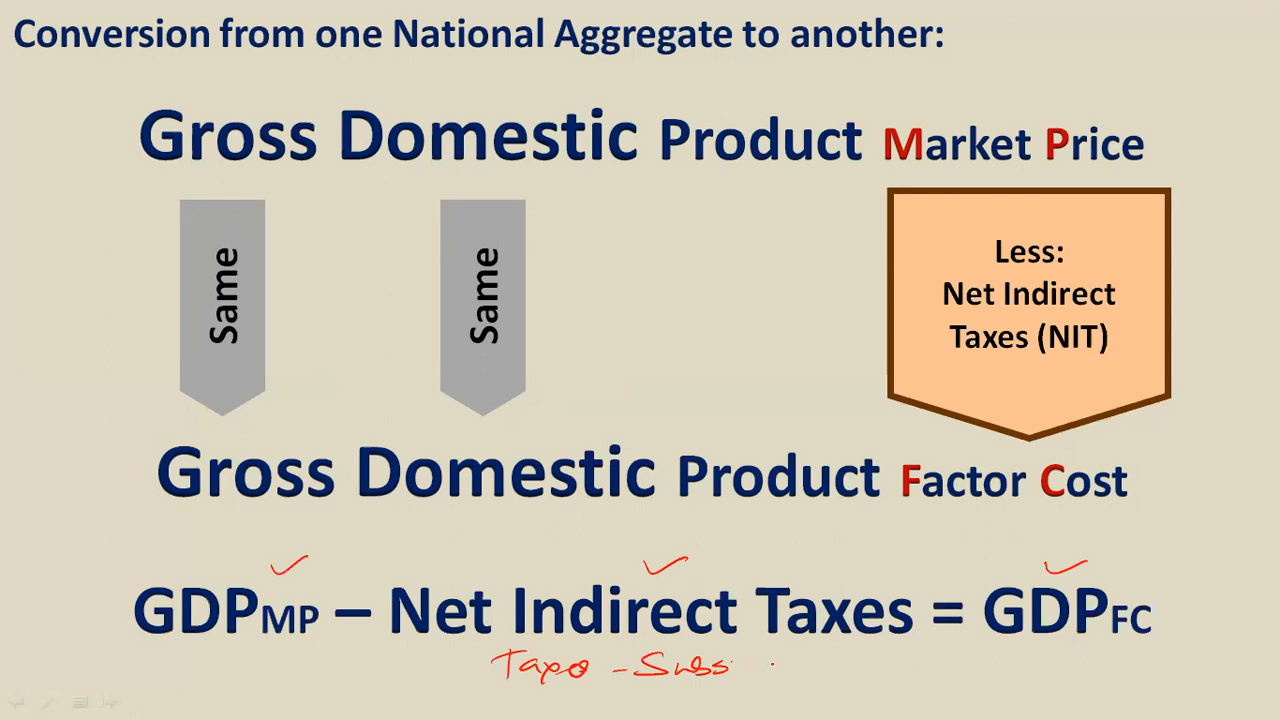 Conversion from one National Aggregate to another:
Gross Domestic Product Market Price
Same
Same
Less:
Net Indirect
Taxes (NIT)
Gross Domestic Product Factor Cost
GDPMP – Net Indirect Taxes = GDPFC